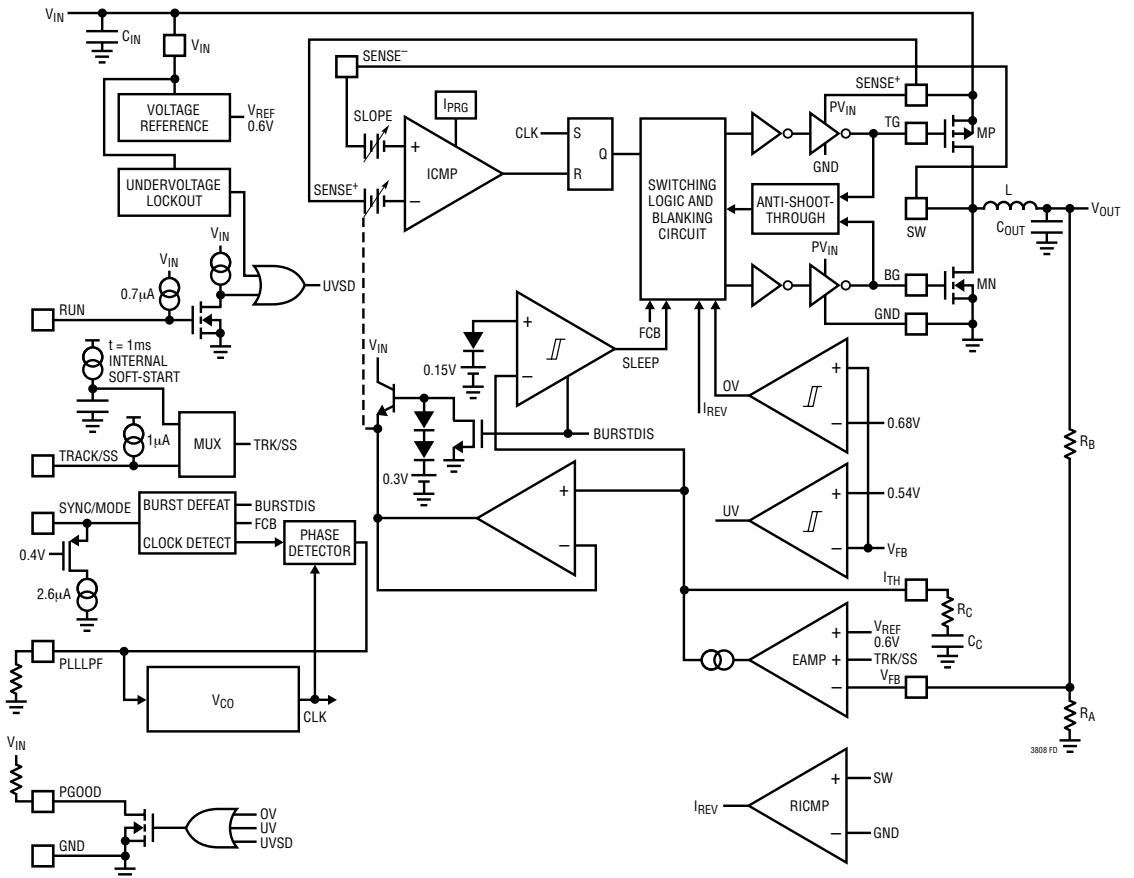 VIN
CIN
VIN
SENSE–
SENSE+
VOLTAGE
REFERENCE
VREF
0.6V
SLOPE
IPRG
CLK
S
R
Q
PVIN
TG
MP
GND
+
ICMP
–
SENSE+
UNDERVOLTAGE
LOCKOUT
SWITCHING
LOGIC AND
BLANKING
CIRCUIT
ANTI-SHOOT-
THROUGH
SW
L
COUT
VOUT
VIN
VIN
0.7µA
UVSD
RUN
PVIN
BG
MN
GND
t = 1ms
INTERNAL
SOFT-START
VIN
+
–
0.15V
SLEEP
FCB
IREV
OV
+
–
0.68V
1µA
MUX
TRK/SS
TRACK/SS
BURSTDIS
0.3V
RB
SYNC/MODE
BURST DEFEAT
BURSTDIS
FCB
CLOCK DETECT
PHASE
DETECTOR
0.4V
2.6µA
+
–
UV
+
0.54V
–
VFB
ITH
RC
CC
PLLLPF
VCO
CLK
EAMP
+
VREF
0.6V
+
TRK/SS
–
VFB
RA
3808 FD
VIN
PGOOD
OV
UV
UVSD
GND
IREV
RICMP
+
SW
–
GND